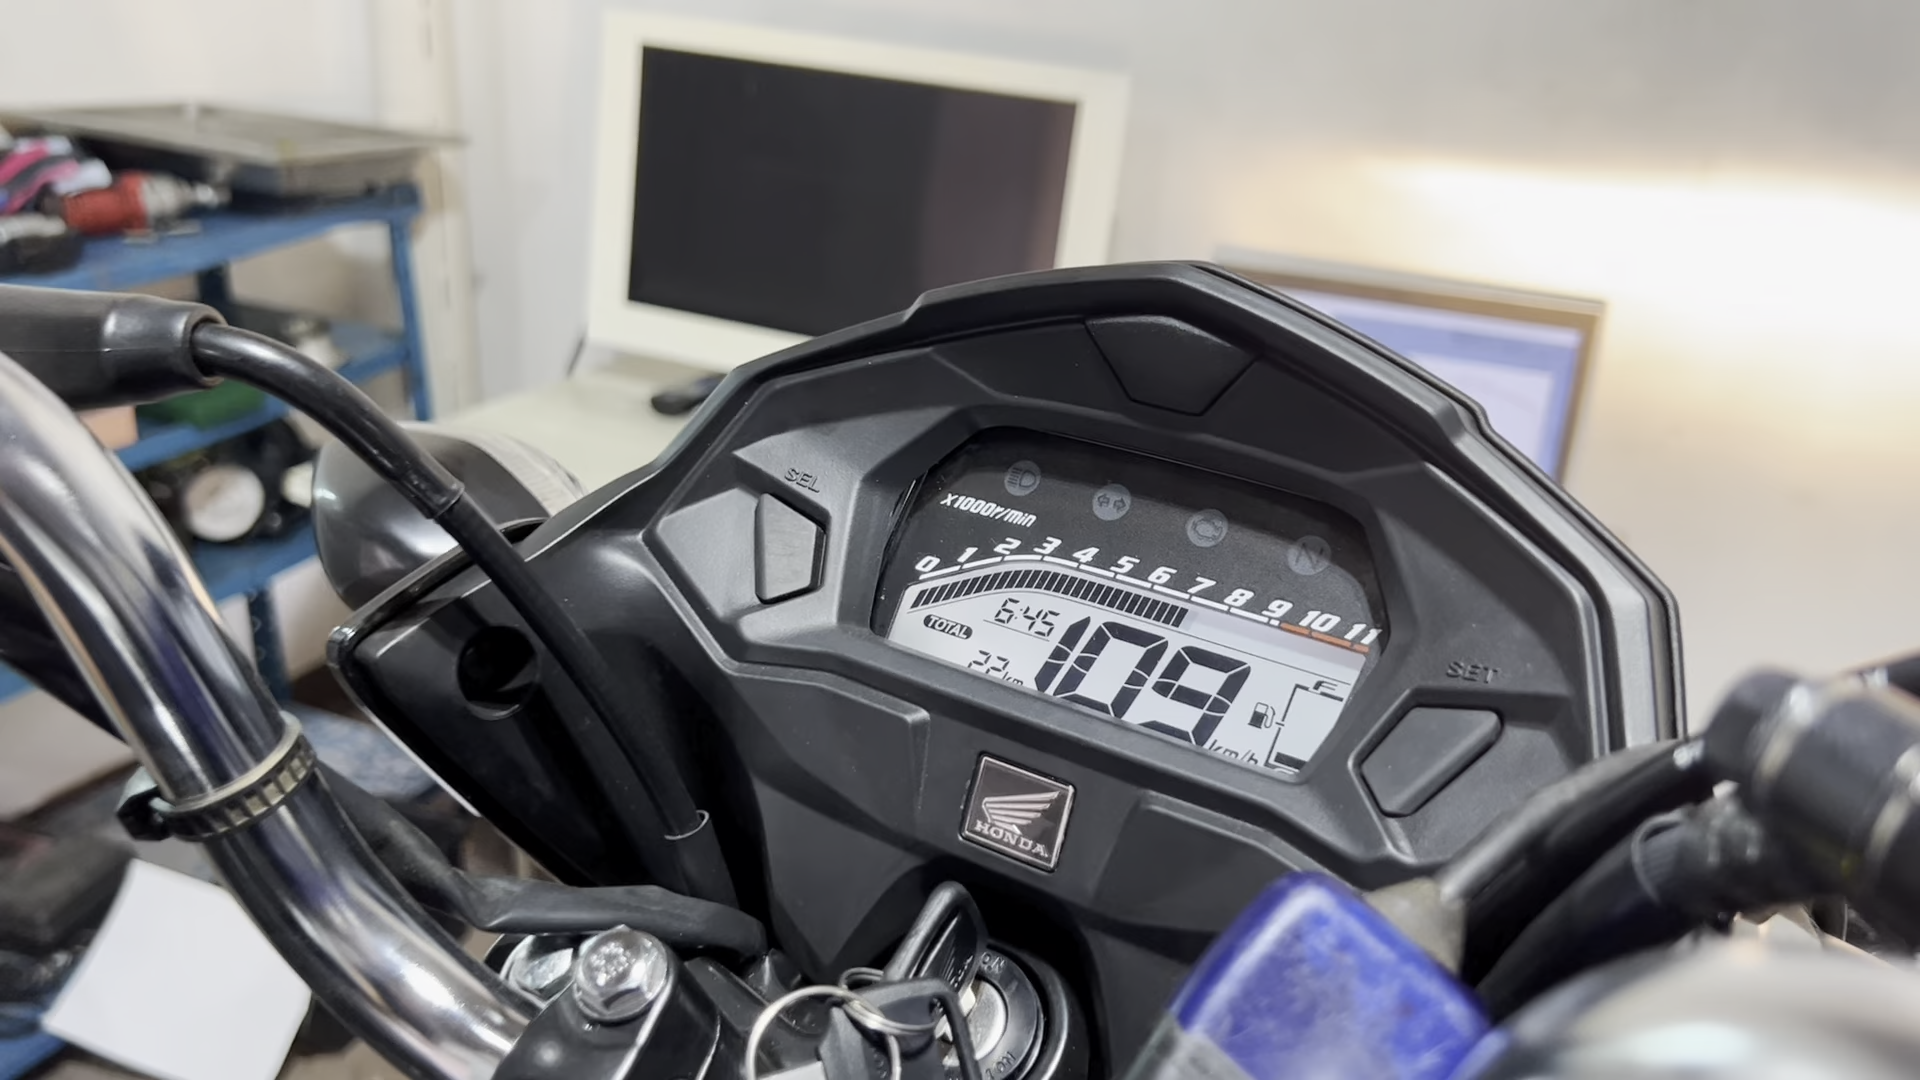 SEL
x1000r/min
0 1 2 3 4 5 6 7 8 9 10 11
6:45
TOTAL
22 km
109 km/h
F
SET
HONDA
ON